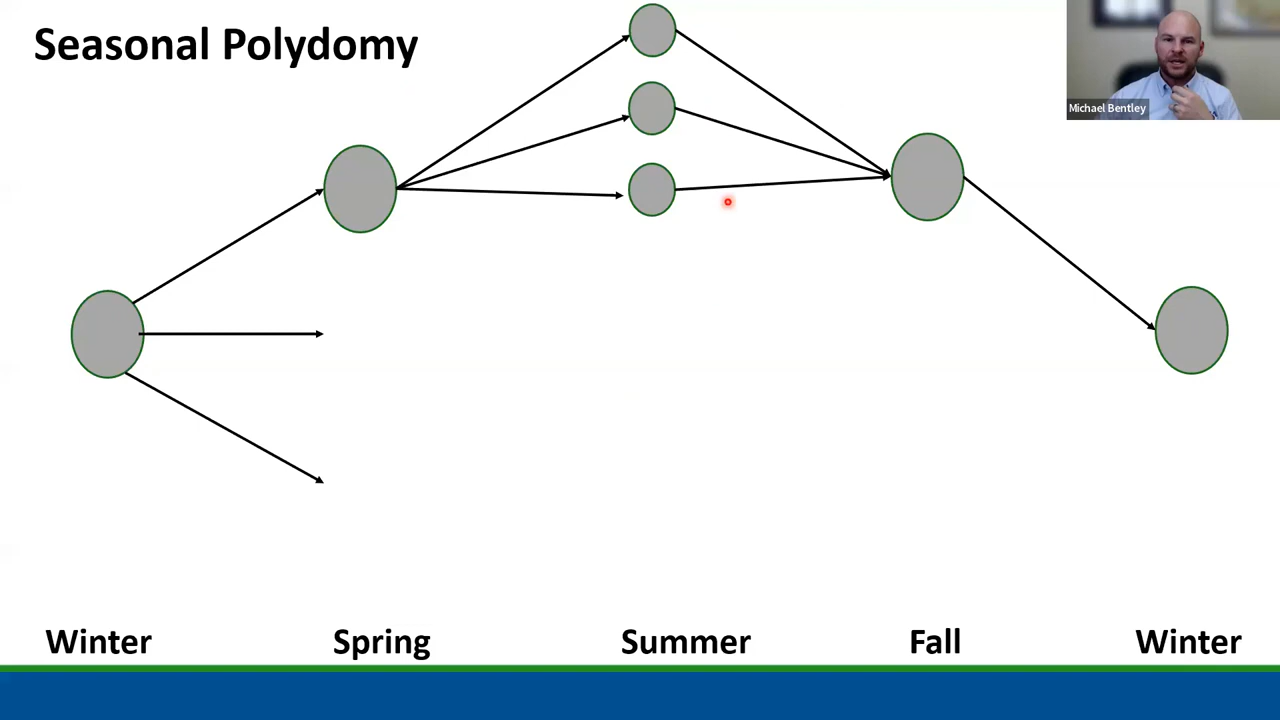 Seasonal Polydomy
Michael Bentley
Winter
Spring
Summer
Fall
Winter